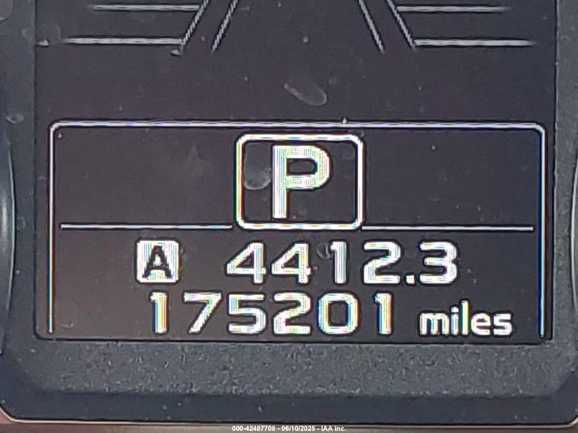 P
A 4412.3
175201 miles
000-42487708 - 06/10/2025 - IAA Inc.